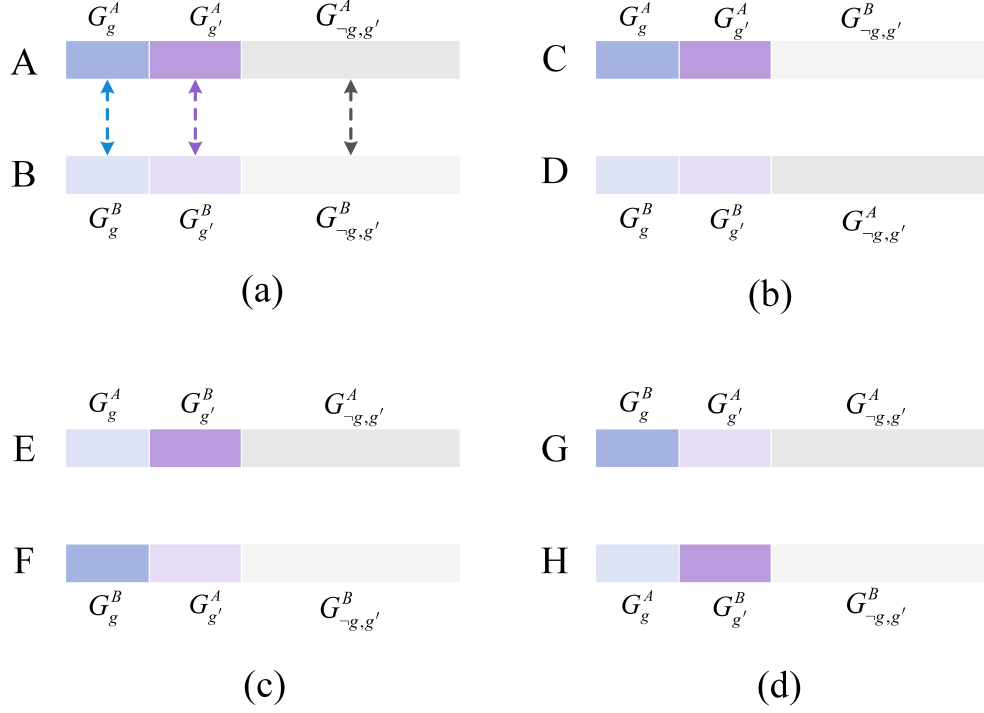 G_g^A G_{g'}^A G_{¬g,g'}^A
A
B
G_g^B G_{g'}^B G_{¬g,g'}^B
(a)
G_g^A G_{g'}^A G_{¬g,g'}^B
C
D
G_g^B G_{g'}^B G_{¬g,g'}^A
(b)
G_g^A G_{g'}^B G_{¬g,g'}^A
E
F
G_g^B G_{g'}^A G_{¬g,g'}^B
(c)
G_g^B G_{g'}^A G_{¬g,g'}^A
G
H
G_g^A G_{g'}^B G_{¬g,g'}^B
(d)